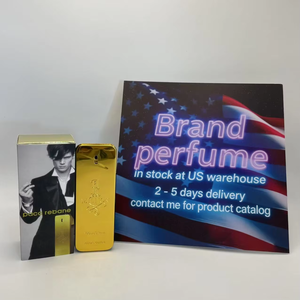 paco rabanne
1
Brand
perfume
in stock at US warehouse
2 - 5 days delivery
contact me for product catalog